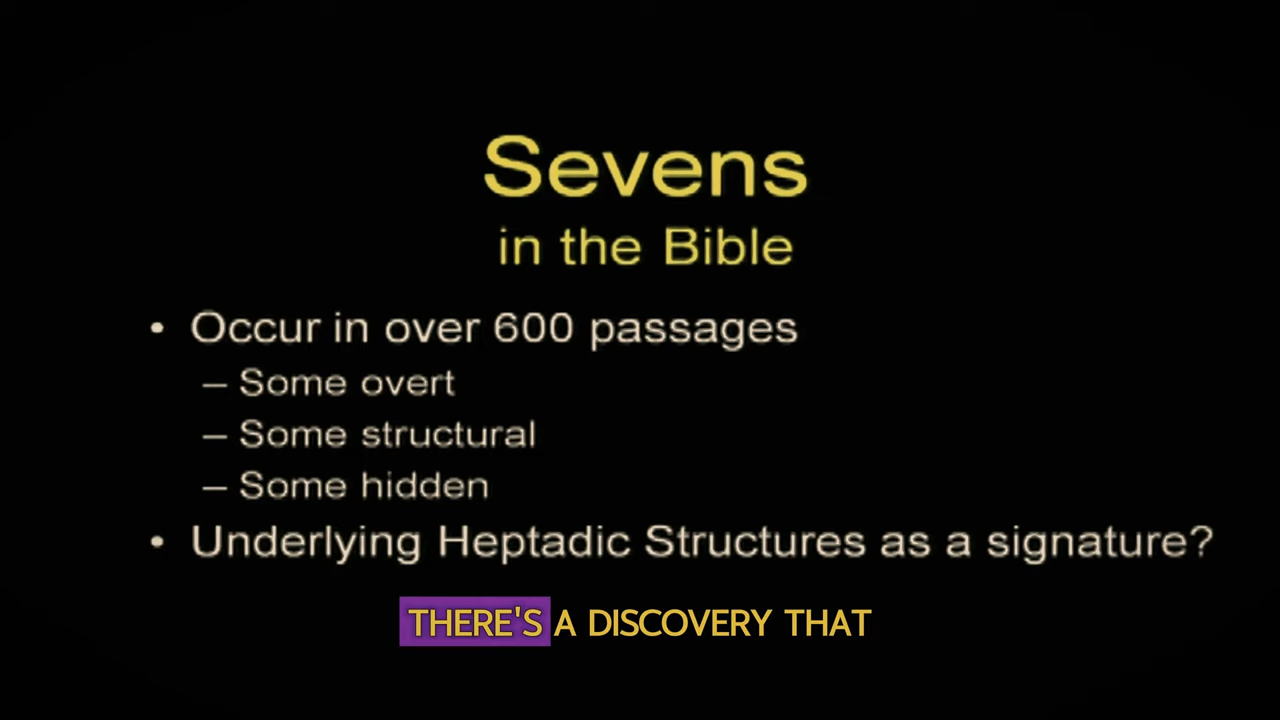 Sevens
in the Bible
• Occur in over 600 passages
– Some overt
– Some structural
– Some hidden
• Underlying Heptadic Structures as a signature?
THERE'S A DISCOVERY THAT